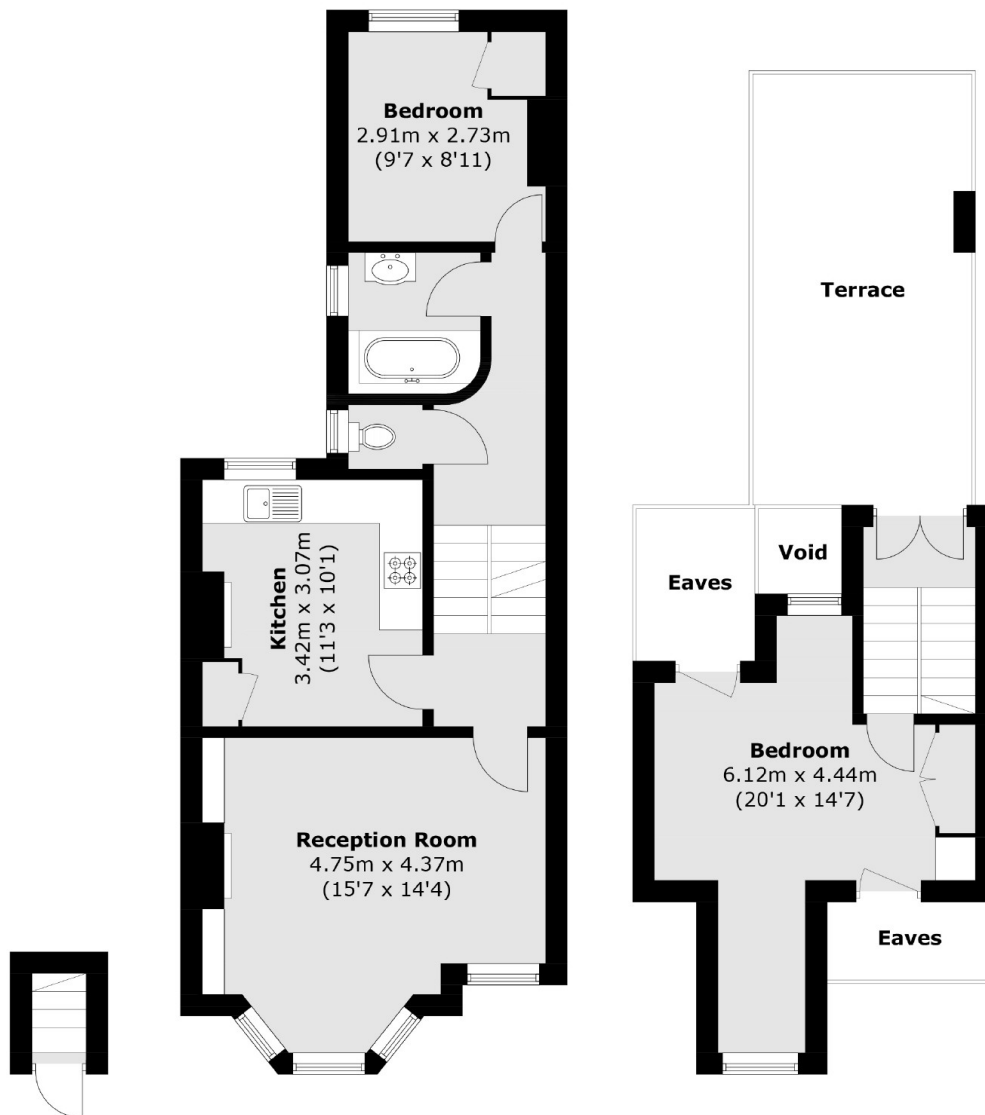 Bedroom
2.91m x 2.73m
(9'7 x 8'11)
Terrace
Kitchen
3.42m x 3.07m
(11'3 x 10'1)
Eaves
Void
Bedroom
6.12m x 4.44m
(20'1 x 14'7)
Reception Room
4.75m x 4.37m
(15'7 x 14'4)
Eaves